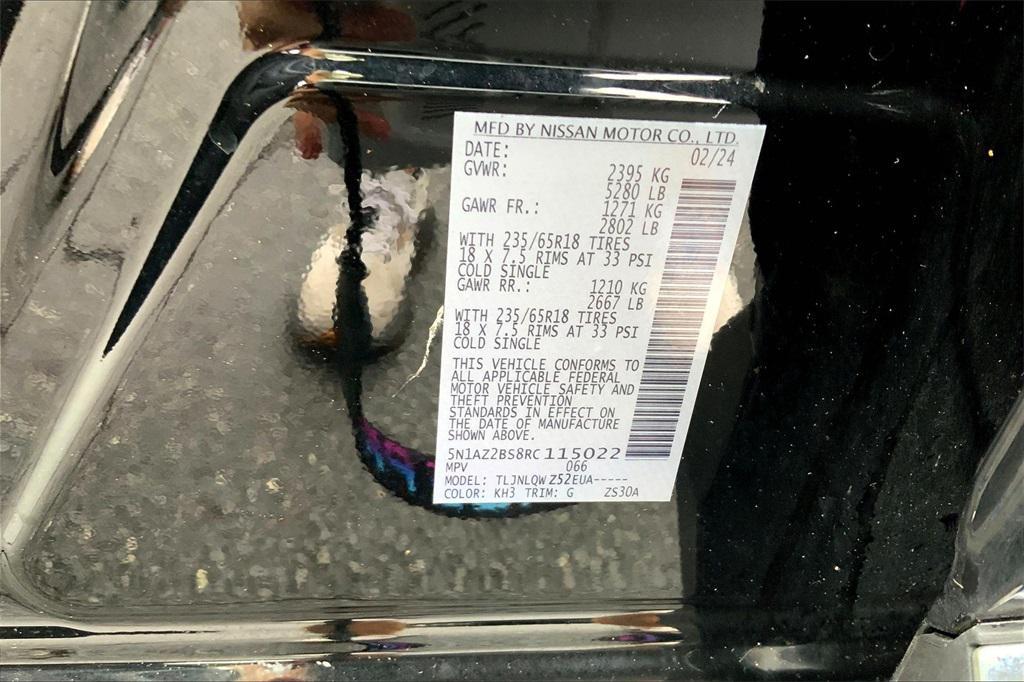 MFD BY NISSAN MOTOR CO., LTD.
DATE: 02/24
GVWR: 2395 KG
5280 LB
GAWR FR.: 1271 KG
2802 LB
WITH 235/65R18 TIRES
18 X 7.5 RIMS AT 33 PSI
COLD SINGLE
GAWR RR.: 1210 KG
2667 LB
WITH 235/65R18 TIRES
18 X 7.5 RIMS AT 33 PSI
COLD SINGLE
THIS VEHICLE CONFORMS TO
ALL APPLICABLE FEDERAL
MOTOR VEHICLE SAFETY AND
THEFT PREVENTION
STANDARDS IN EFFECT ON
THE DATE OF MANUFACTURE
SHOWN ABOVE.
5N1AZ2BS8RC115022
MPV 066
MODEL: TLJNLQWZ52EUA-----
COLOR: KH3 TRIM: G ZS30A